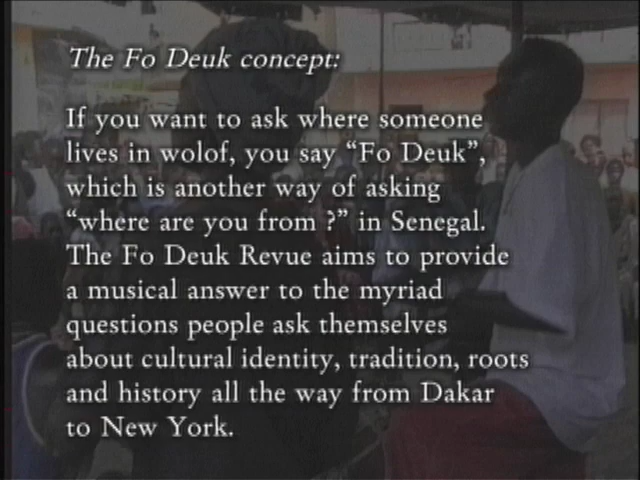 The Fo Deuk concept:
If you want to ask where someone
lives in wolof, you say “Fo Deuk”,
which is another way of asking
“where are you from ?” in Senegal.
The Fo Deuk Revue aims to provide
a musical answer to the myriad
questions people ask themselves
about cultural identity, tradition, roots
and history all the way from Dakar
to New York.